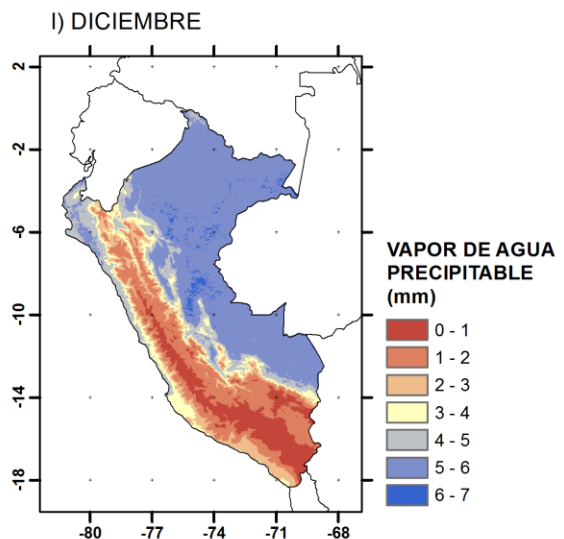 l) DICIEMBRE
2
-2
-6
-10
-14
-18
-80 -77 -74 -71 -68
VAPOR DE AGUA
PRECIPITABLE
(mm)
0 - 1
1 - 2
2 - 3
3 - 4
4 - 5
5 - 6
6 - 7